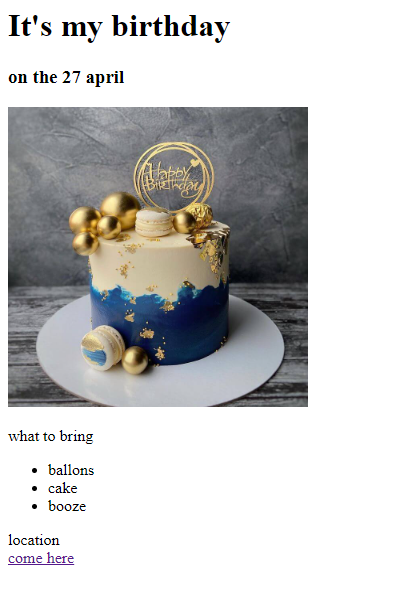 It's my birthday
on the 27 april
Happy
Birthday
what to bring
ballons
cake
booze
location
come here